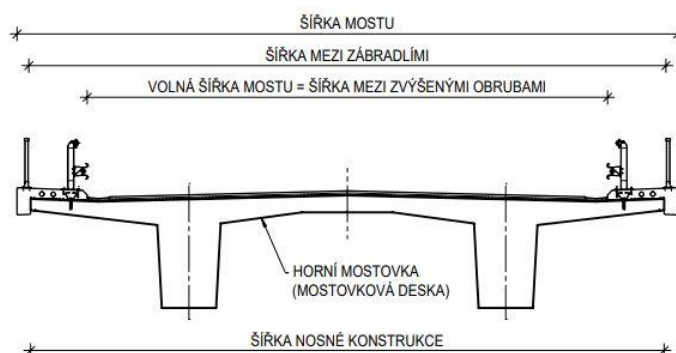 ŠÍŘKA MOSTU
ŠÍŘKA MEZI ZÁBRADLÍMI
VOLNÁ ŠÍŘKA MOSTU = ŠÍŘKA MEZI ZVÝŠENÝMI OBRUBAMI
HORNÍ MOSTOVKA
(MOSTOVKOVÁ DESKA)
ŠÍŘKA NOSNÉ KONSTRUKCE